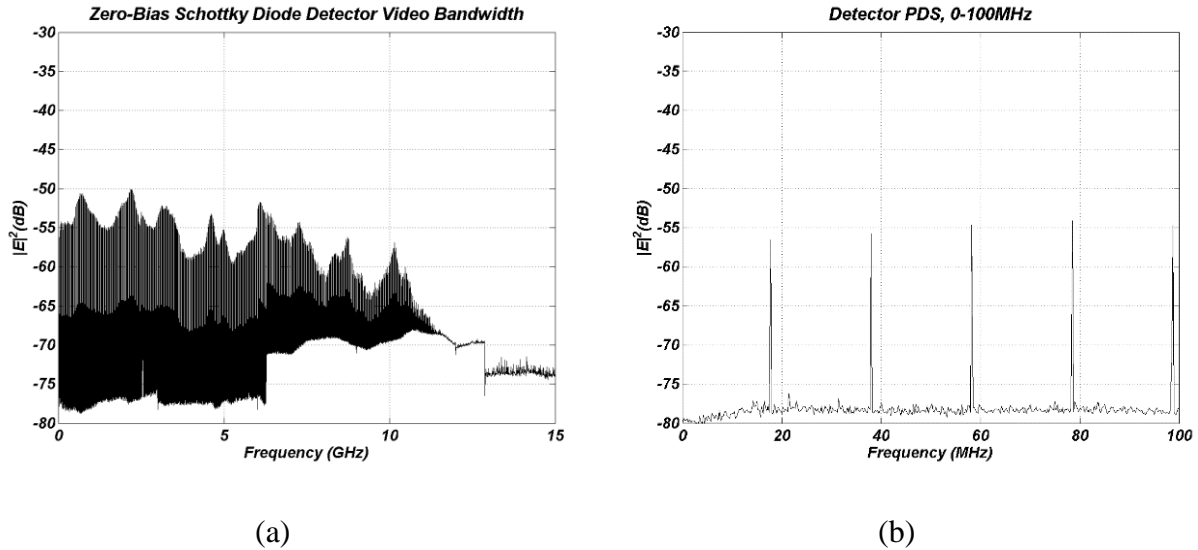 Zero-Bias Schottky Diode Detector Video Bandwidth
-30
-35
-40
-45
-50
-55
-60
-65
-70
-75
-80
|E|²(dB)
0 5 10 15
Frequency (GHz)
(a)
Detector PDS, 0-100MHz
-30
-35
-40
-45
-50
-55
-60
-65
-70
-75
-80
|E|²(dB)
0 20 40 60 80 100
Frequency (MHz)
(b)